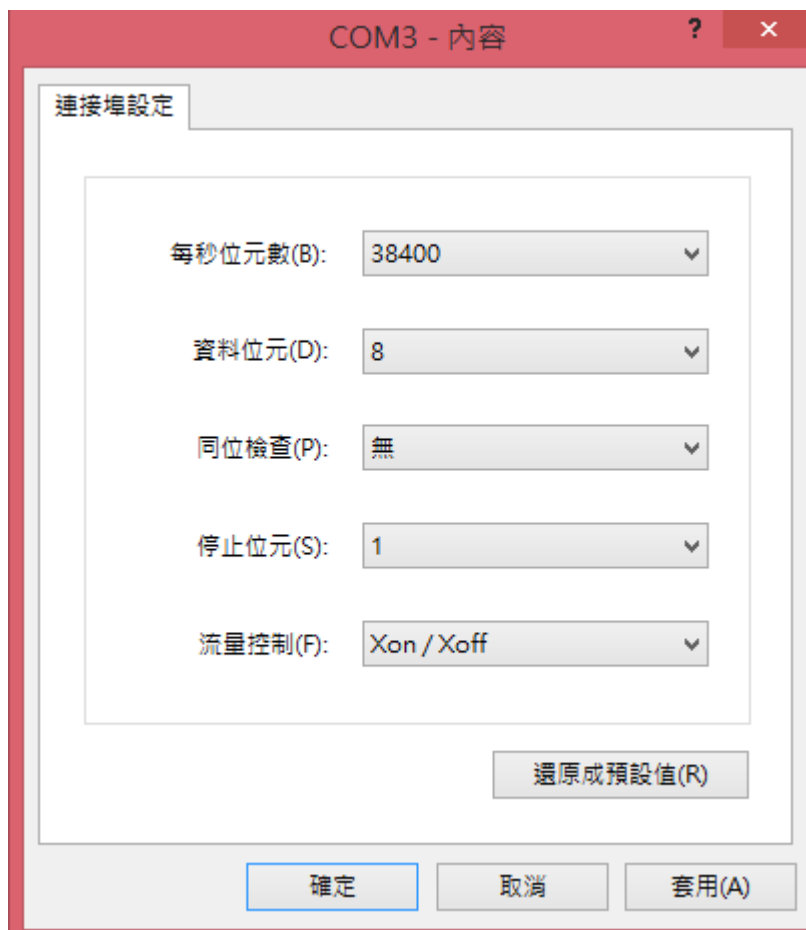 COM3 - 內容
?
連接埠設定
每秒位元數(B): 38400
資料位元(D): 8
同位檢查(P): 無
停止位元(S): 1
流量控制(F): Xon / Xoff
還原成預設值(R)
確定 取消 套用(A)